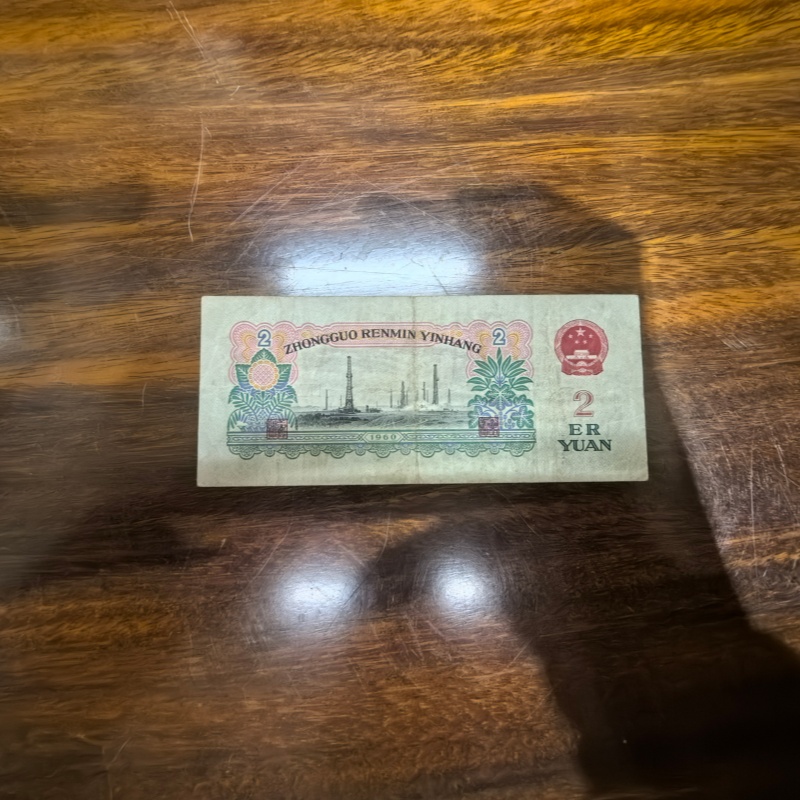 2
ZHONGGUO RENMIN YINHANG
2
1960
2
ER
YUAN